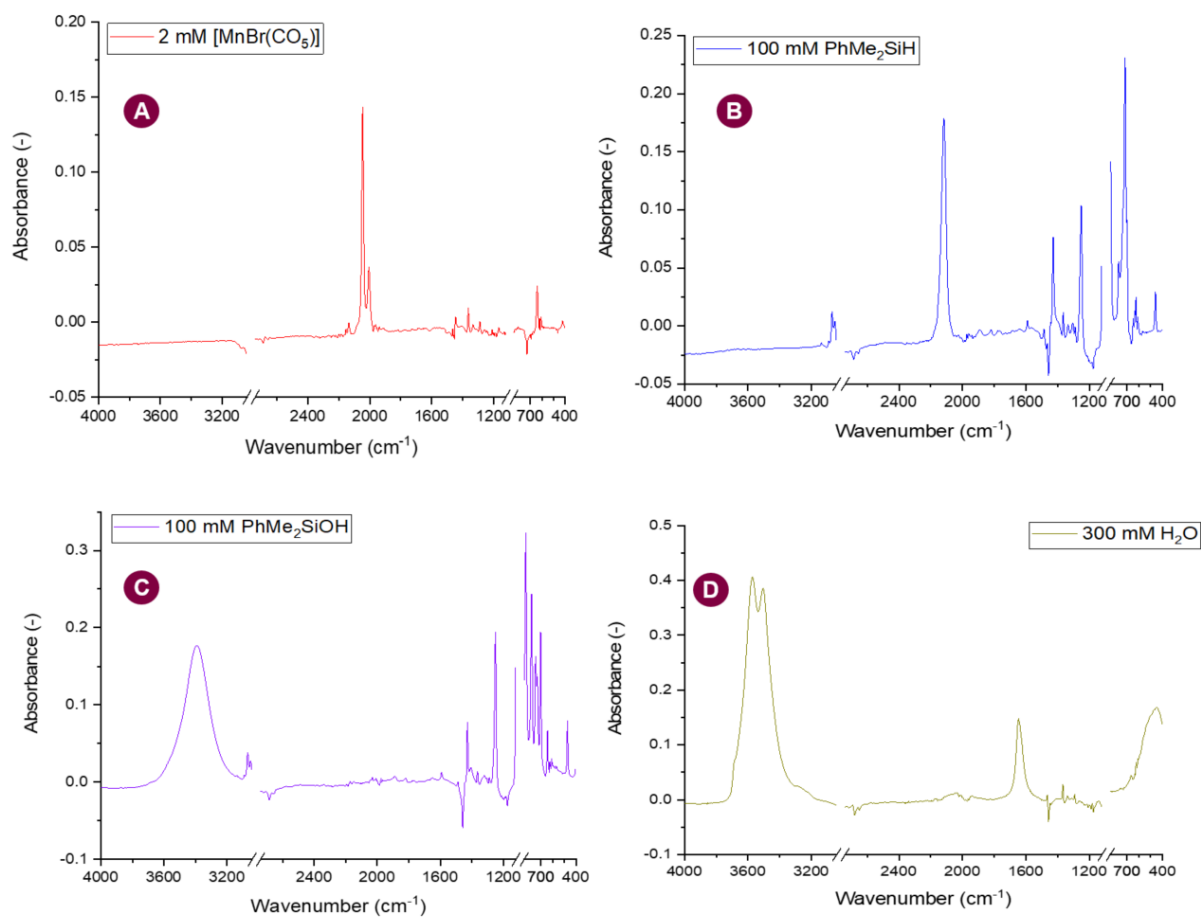 2 mM [MnBr(CO₅)]
A
Absorbance (-)
0.20
0.15
0.10
0.05
0.00
-0.05
4000 3600 3200 2400 2000 1600 1200 700 400
Wavenumber (cm⁻¹)
100 mM PhMe₂SiH
B
Absorbance (-)
0.25
0.20
0.15
0.10
0.05
0.00
-0.05
4000 3600 3200 2400 2000 1600 1200 700 400
Wavenumber (cm⁻¹)
100 mM PhMe₂SiOH
C
Absorbance (-)
0.3
0.2
0.1
0.0
-0.1
4000 3600 3200 2400 2000 1600 1200 700 400
Wavenumber (cm⁻¹)
300 mM H₂O
D
Absorbance (-)
0.5
0.4
0.3
0.2
0.1
0.0
-0.1
4000 3600 3200 2400 2000 1600 1200 700 400
Wavenumber (cm⁻¹)